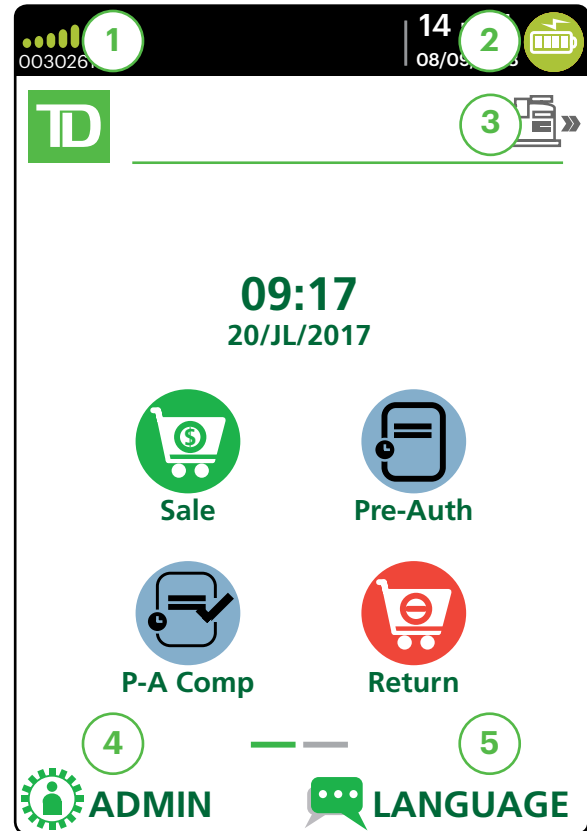 1
14
2
003026
08/09
3
TD
09:17
20/JL/2017
Sale
Pre-Auth
P-A Comp
Return
4
5
ADMIN
LANGUAGE